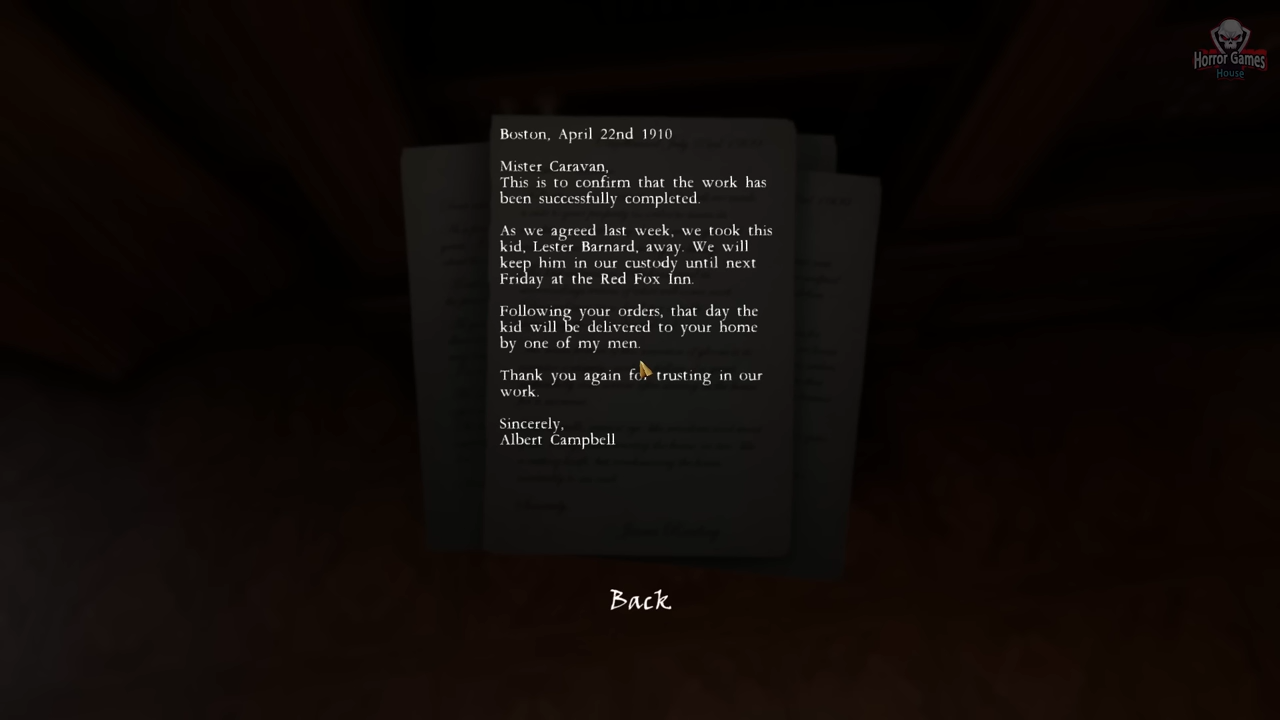 Horror Games
House
Boston, April 22nd 1910
Mister Caravan,
This is to confirm that the work has
been successfully completed.
As we agreed last week, we took this
kid, Lester Barnard, away. We will
keep him in our custody until next
Friday at the Red Fox Inn.
Following your orders, that day the
kid will be delivered to your home
by one of my men.
Thank you again for trusting in our
work.
Sincerely,
Albert Campbell
Back